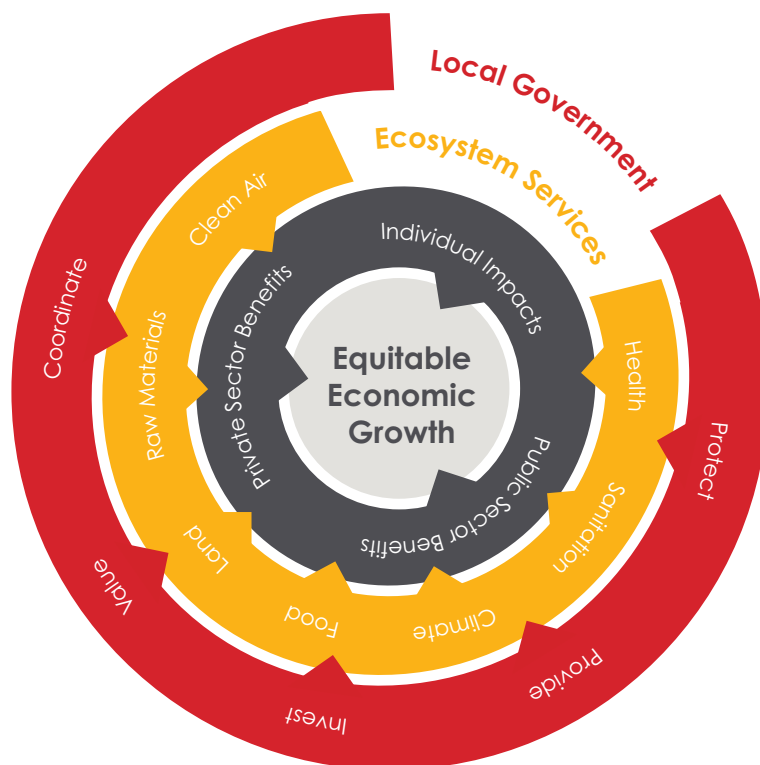 Local Government
Ecosystem Services
Clean Air
Individual Impacts
Private Sector Benefits
Coordinate
Raw Materials
Equitable
Economic
Growth
Health
Protect
Public Sector Benefits
Sanitation
Land
Value
Food
Climate
Provide
Invest